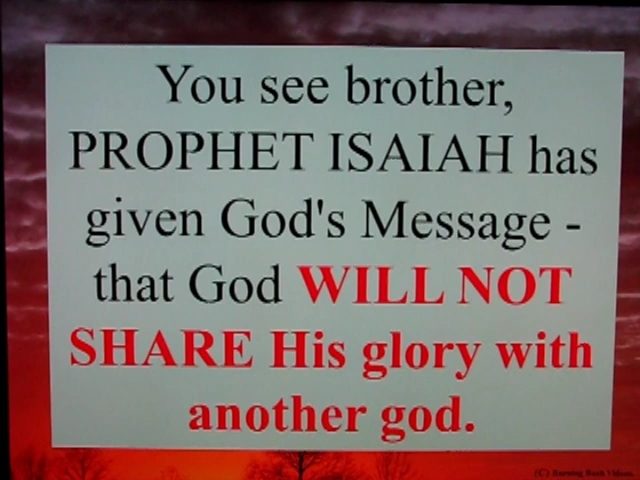 You see brother,
PROPHET ISAIAH has
given God's Message -
that God WILL NOT
SHARE His glory with
another god.